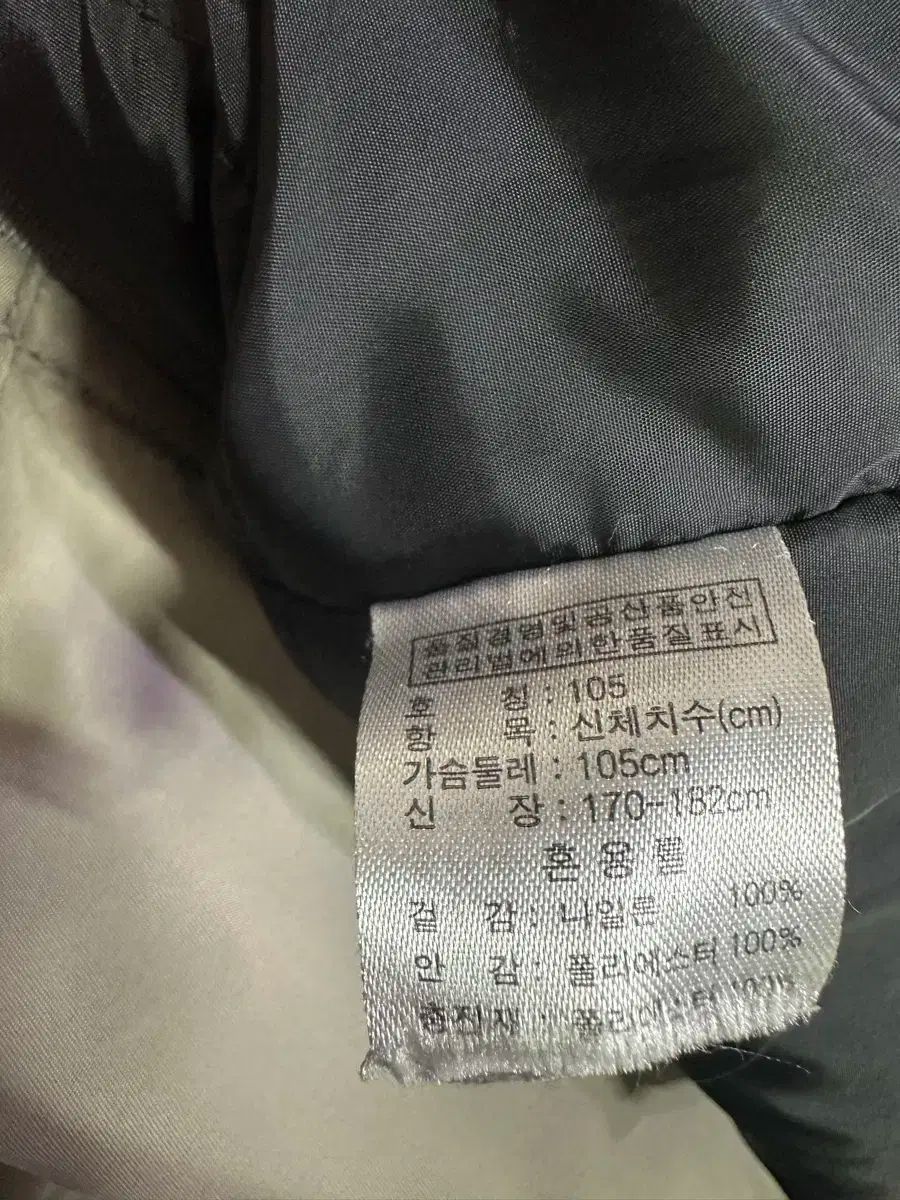 품질경영및공산품안전
관리법에의한품질표시
호 칭 : 105
항 목 : 신체치수(cm)
가슴둘레 : 105cm
신 장 : 170-182cm
혼 용 률
겉 감 : 나일론 100%
안 감 : 폴리에스터 100%
충전재 : 폴리에스터 100%